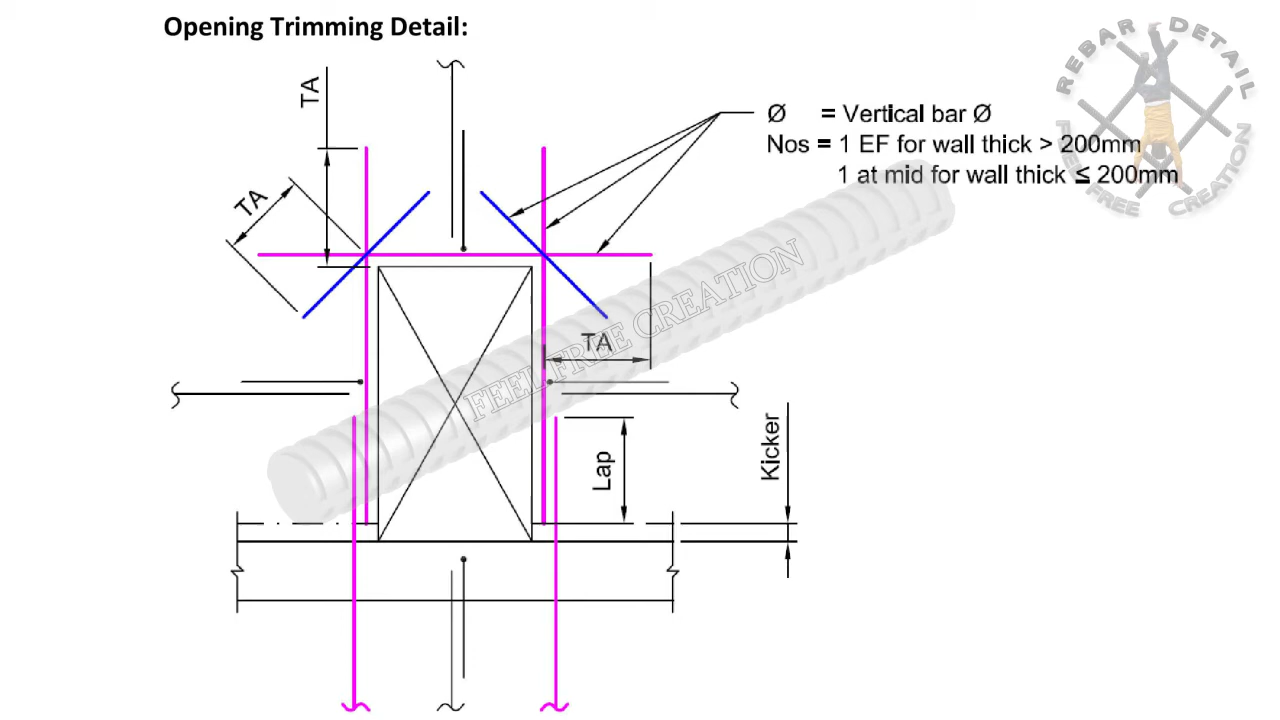 Opening Trimming Detail:
TA
TA
Ø = Vertical bar Ø
Nos = 1 EF for wall thick > 200mm
1 at mid for wall thick ≤ 200mm
TA
Lap
Kicker
FEEL FREE CREATION
REBAR DETAIL
FEEL FREE CREATION